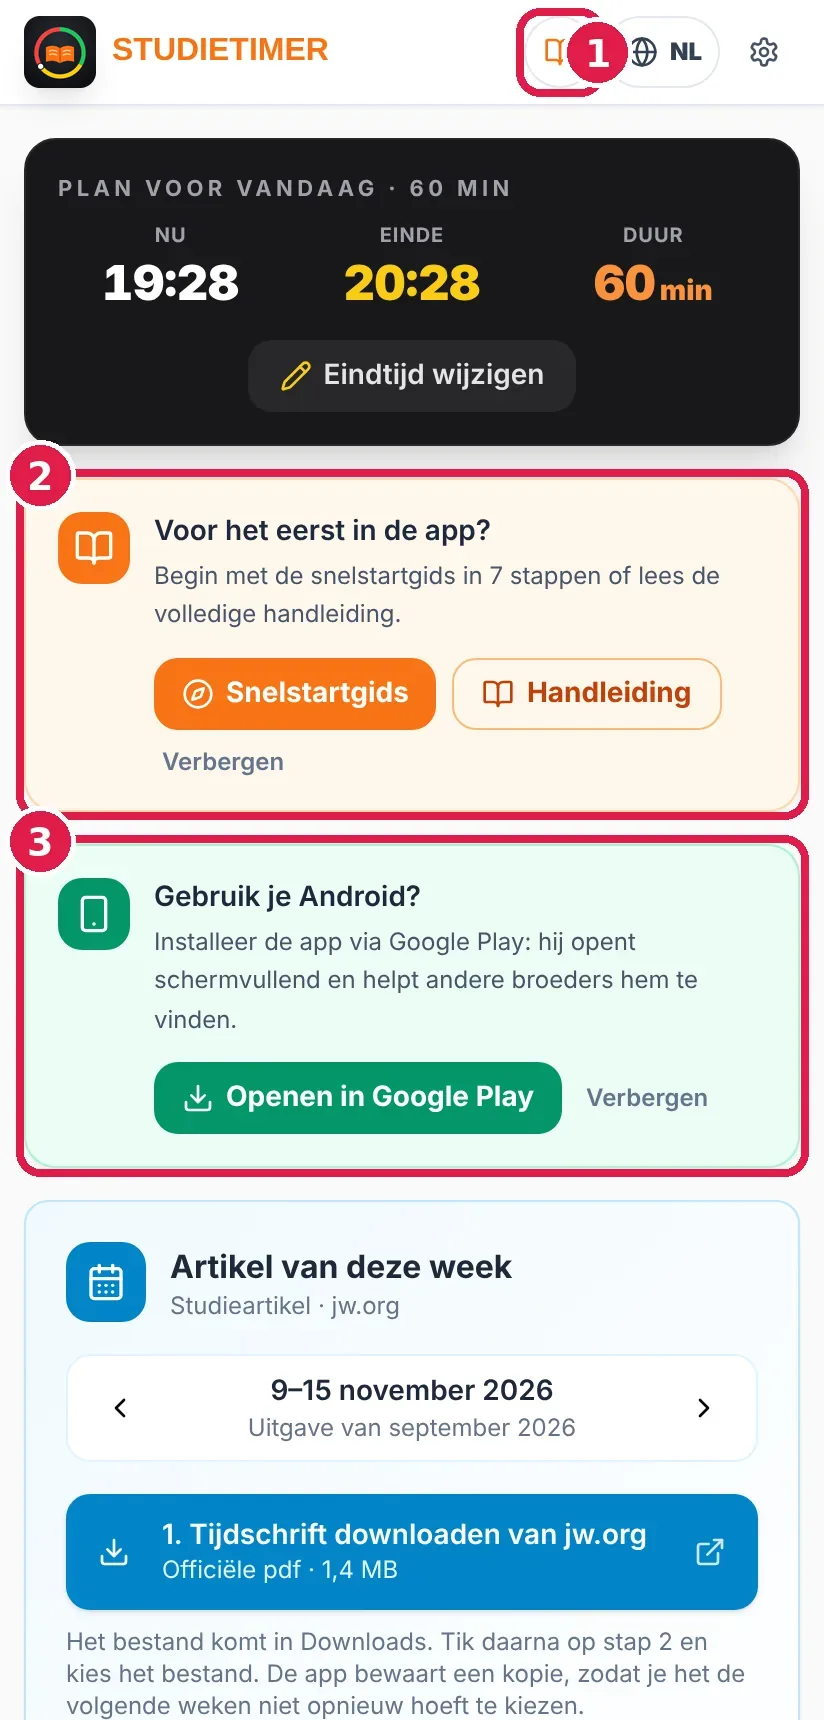 STUDIETIMER
1
NL
PLAN VOOR VANDAAG · 60 MIN
NU
EINDE
DUUR
19:28
20:28
60 min
Eindtijd wijzigen
2
Voor het eerst in de app?
Begin met de snelstartgids in 7 stappen of lees de
volledige handleiding.
Snelstartgids
Handleiding
Verbergen
3
Gebruik je Android?
Installeer de app via Google Play: hij opent
schermvullend en helpt andere broeders hem te
vinden.
Openen in Google Play
Verbergen
Artikel van deze week
Studieartikel · jw.org
9–15 november 2026
Uitgave van september 2026
1. Tijdschrift downloaden van jw.org
Officiële pdf · 1,4 MB
Het bestand komt in Downloads. Tik daarna op stap 2 en
kies het bestand. De app bewaart een kopie, zodat je het de
volgende weken niet opnieuw hoeft te kiezen.